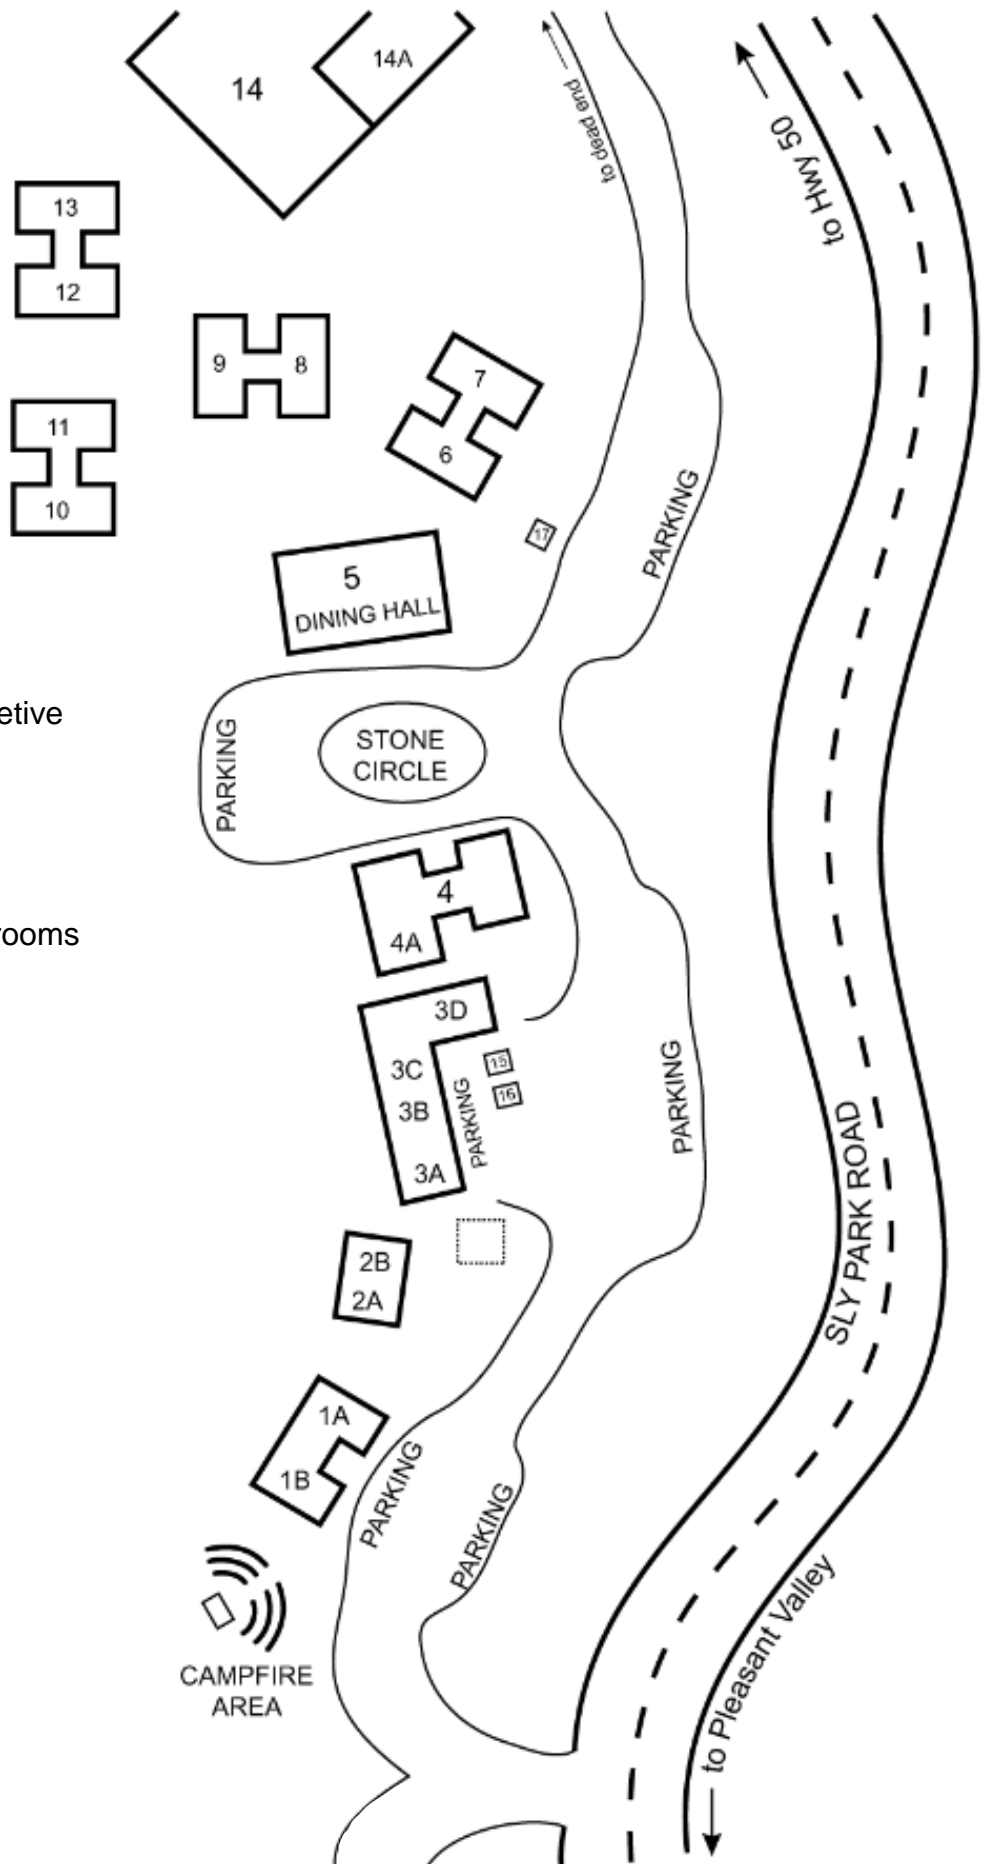 14
14A
to dead end
to Hwy 50
13
12
9
8
7
6
11
10
17
PARKING
5
DINING HALL
etive
PARKING
STONE
CIRCLE
4
4A
rooms
3D
3C
3B
3A
15
16
PARKING
PARKING
SLY PARK ROAD
2B
2A
1A
1B
PARKING
PARKING
CAMPFIRE
AREA
to Pleasant Valley